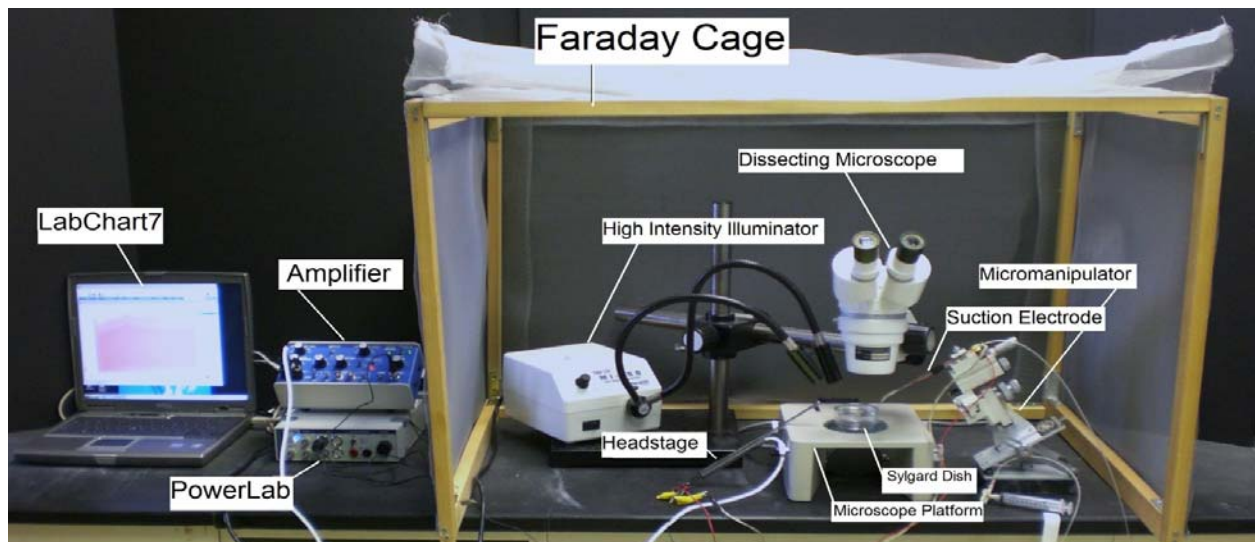 Faraday Cage
Dissecting Microscope
LabChart7
High Intensity Illuminator
Amplifier
Micromanipulator
Suction Electrode
Headstage
Sylgard Dish
PowerLab
Microscope Platform